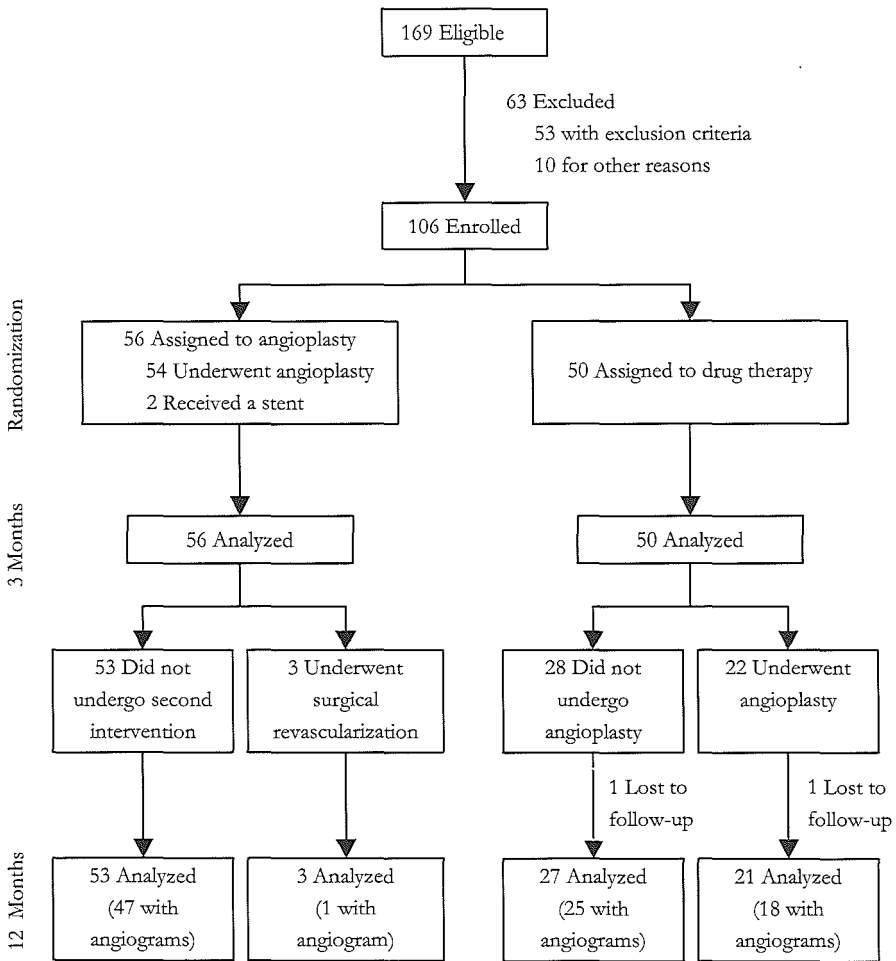 169 Eligible
63 Excluded
53 with exclusion criteria
10 for other reasons
106 Enrolled
Randomization
56 Assigned to angioplasty
54 Underwent angioplasty
2 Received a stent
50 Assigned to drug therapy
3 Months
56 Analyzed
50 Analyzed
53 Did not
undergo second
intervention
3 Underwent
surgical
revascularization
28 Did not
undergo
angioplasty
22 Underwent
angioplasty
1 Lost to
follow-up
1 Lost to
follow-up
12 Months
53 Analyzed
(47 with
angiograms)
3 Analyzed
(1 with
angiogram)
27 Analyzed
(25 with
angiograms)
21 Analyzed
(18 with
angiograms)